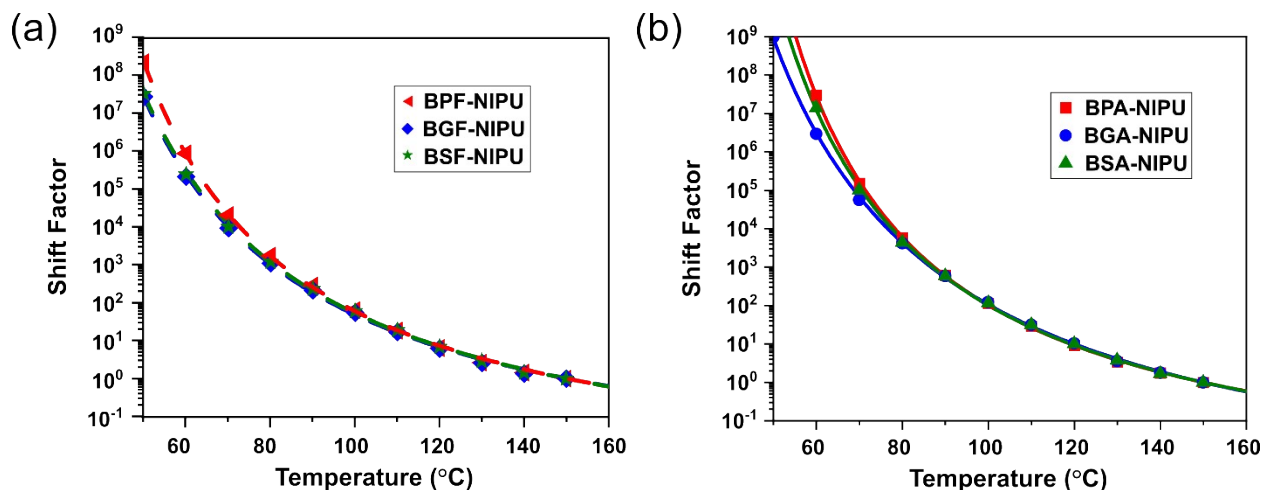 (a)
Shift Factor
10^9
10^8
10^7
10^6
10^5
10^4
10^3
10^2
10^1
10^0
10^-1
BPF-NIPU
BGF-NIPU
BSF-NIPU
60 80 100 120 140 160
Temperature (°C)
(b)
Shift Factor
10^9
10^8
10^7
10^6
10^5
10^4
10^3
10^2
10^1
10^0
10^-1
BPA-NIPU
BGA-NIPU
BSA-NIPU
60 80 100 120 140 160
Temperature (°C)